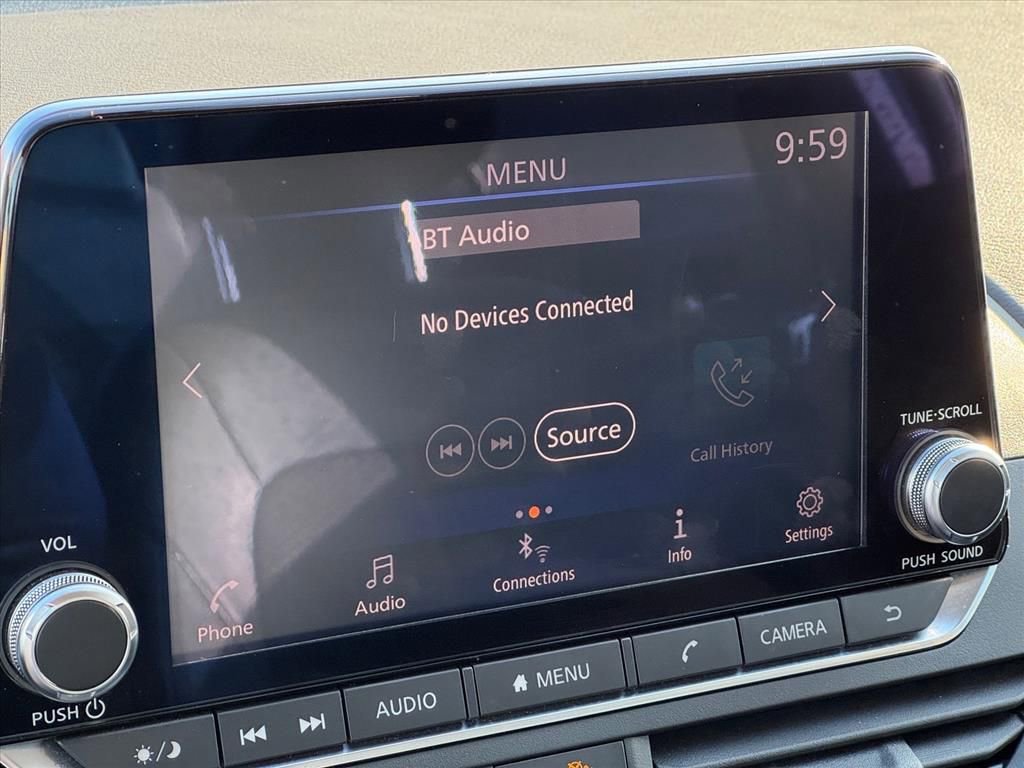 MENU
9:59
BT Audio
No Devices Connected
Source
Call History
Phone
Audio
Connections
Info
Settings
VOL
PUSH
TUNE·SCROLL
PUSH SOUND
AUDIO
MENU
CAMERA